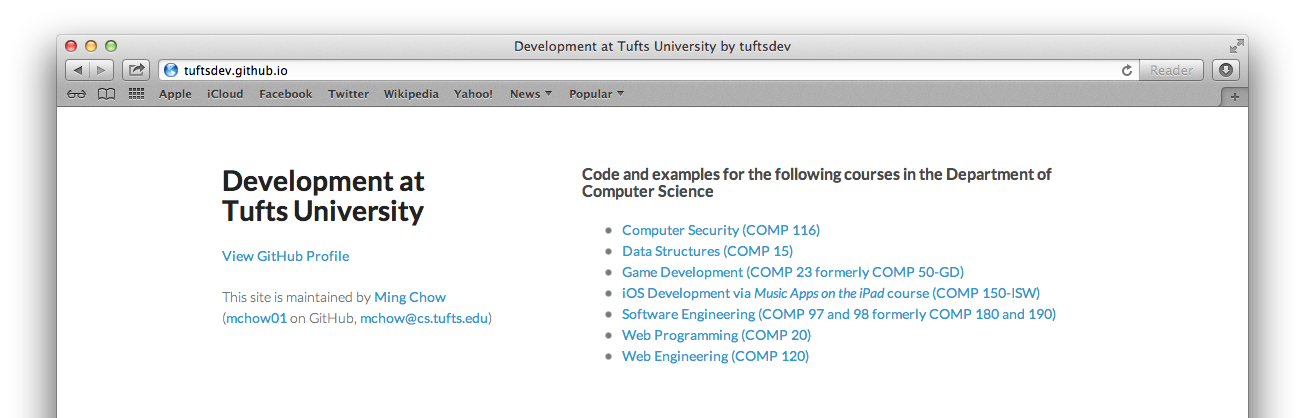 Development at Tufts University by tuftsdev
tuftsdev.github.io
Reader
Apple iCloud Facebook Twitter Wikipedia Yahoo! News Popular
Development at
Tufts University
View GitHub Profile
This site is maintained by Ming Chow
(mchow01 on GitHub, mchow@cs.tufts.edu)
Code and examples for the following courses in the Department of
Computer Science
Computer Security (COMP 116)
Data Structures (COMP 15)
Game Development (COMP 23 formerly COMP 50-GD)
iOS Development via Music Apps on the iPad course (COMP 150-ISW)
Software Engineering (COMP 97 and 98 formerly COMP 180 and 190)
Web Programming (COMP 20)
Web Engineering (COMP 120)